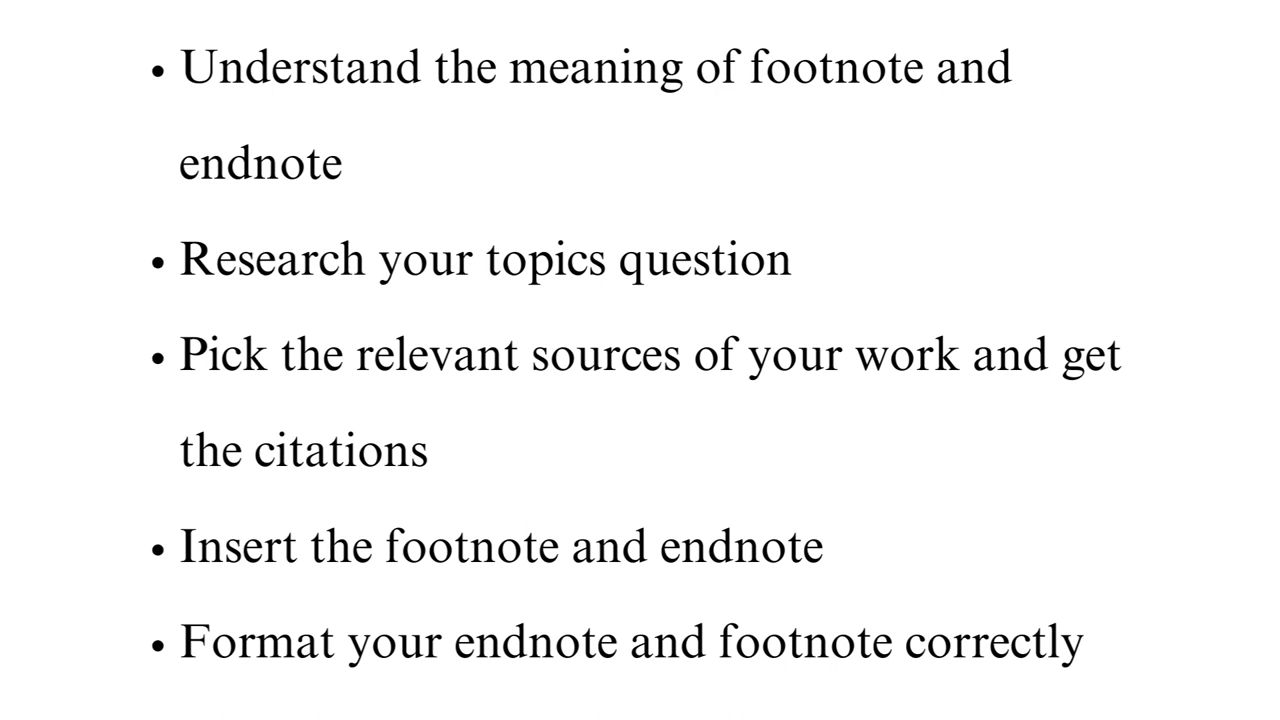 • Understand the meaning of footnote and
endnote
• Research your topics question
• Pick the relevant sources of your work and get
the citations
• Insert the footnote and endnote
• Format your endnote and footnote correctly